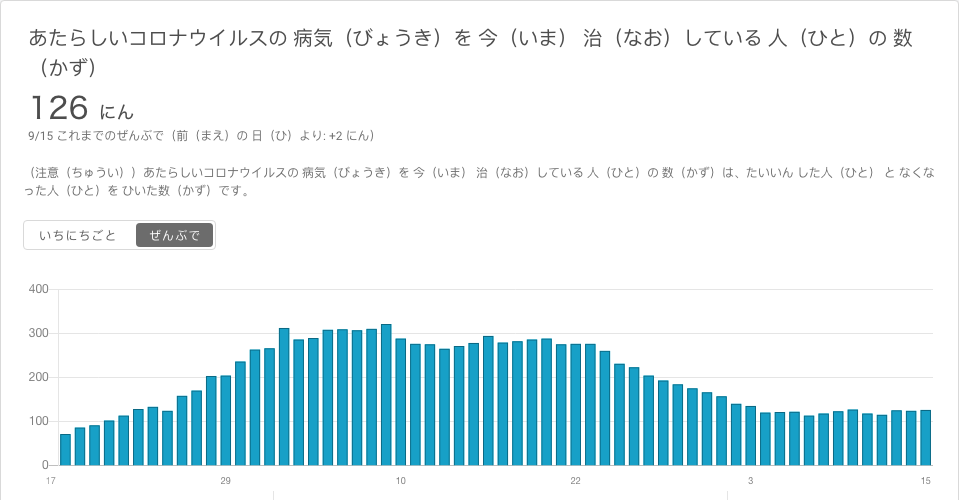 あたらしいコロナウイルスの 病気（びょうき）を 今（いま） 治（なお）している 人（ひと）の 数
（かず）
126 にん
9/15 これまでのぜんぶで（前（まえ）の 日（ひ）より: +2 にん）
（注意（ちゅうい））あたらしいコロナウイルスの 病気（びょうき）を 今（いま） 治（なお）している 人（ひと）の 数（かず）は、たいいん した人（ひと） と なくな
った人（ひと）を ひいた数（かず）です。
いちにちごと ぜんぶで
400
300
200
100
0
17 29 10 22 3 15